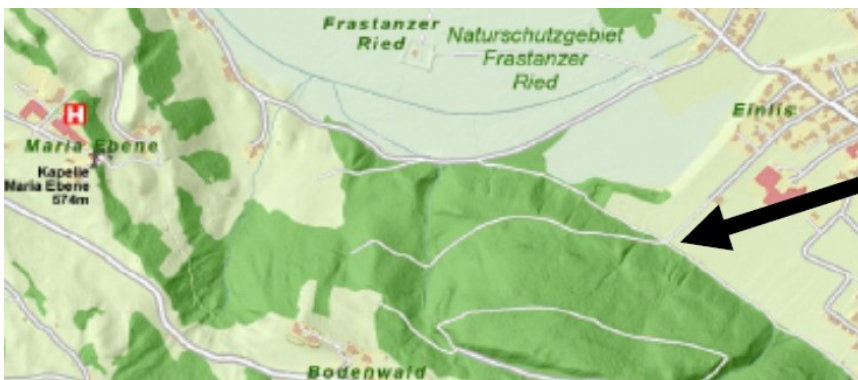 Frastanzer
Ried
Naturschutzgebiet
Frastanzer
Ried
Einlis
H
Maria Ebene
Kapelle
Maria Ebene
574m
Bodenwald